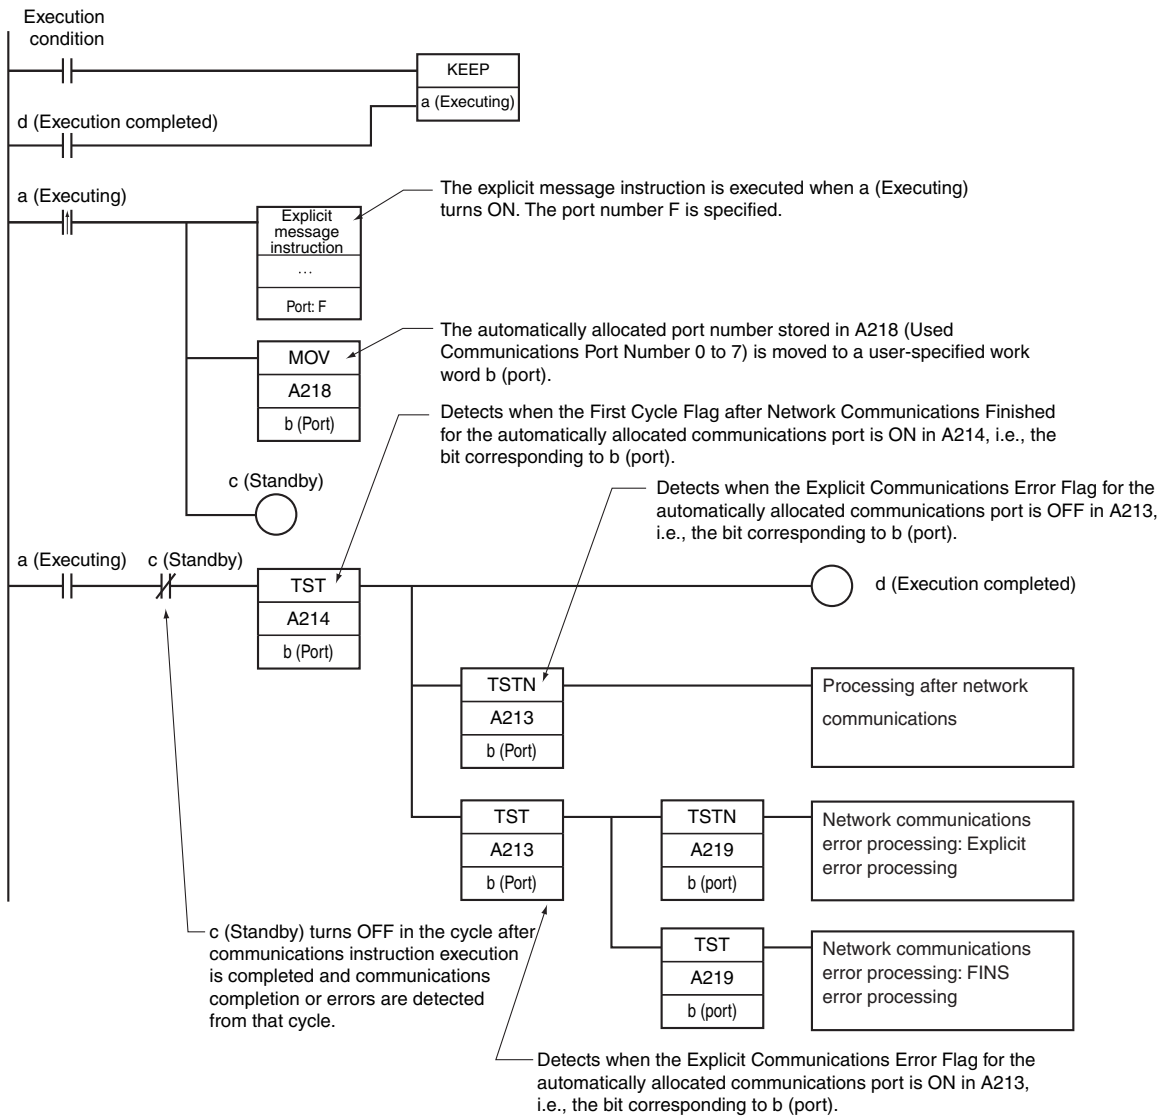 Execution
condition
KEEP
a (Executing)
d (Execution completed)
a (Executing)
Explicit
message
instruction
...
Port: F
The explicit message instruction is executed when a (Executing)
turns ON. The port number F is specified.
MOV
A218
b (Port)
The automatically allocated port number stored in A218 (Used
Communications Port Number 0 to 7) is moved to a user-specified work
word b (port).
Detects when the First Cycle Flag after Network Communications Finished
for the automatically allocated communications port is ON in A214, i.e., the
bit corresponding to b (port).
c (Standby)
Detects when the Explicit Communications Error Flag for the
automatically allocated communications port is OFF in A213,
i.e., the bit corresponding to b (port).
a (Executing)
c (Standby)
TST
A214
b (Port)
d (Execution completed)
TSTN
A213
b (Port)
Processing after network
communications
TST
A213
b (Port)
TSTN
A219
b (port)
Network communications
error processing: Explicit
error processing
c (Standby) turns OFF in the cycle after
communications instruction execution
is completed and communications
completion or errors are detected
from that cycle.
TST
A219
b (port)
Network communications
error processing: FINS
error processing
Detects when the Explicit Communications Error Flag for the
automatically allocated communications port is ON in A213,
i.e., the bit corresponding to b (port).